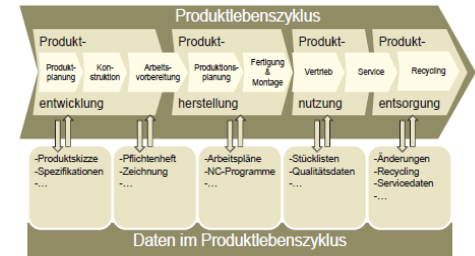 Produktlebenszyklus
Produkt-
Produkt-
Produkt-
Produkt-
Produkt-
planung
Kon-
struktion
Arbeits-
vorbereitung
Produktions-
planung
Fertigung
&
Montage
Vertrieb
Service
Recycling
entwicklung
herstellung
nutzung
entsorgung
-Produktskizze
-Spezifikationen
-...
-Pflichtenheft
-Zeichnung
-...
-Arbeitspläne
-NC-Programme
-...
-Stücklisten
-Qualitätsdaten
-...
-Änderungen
-Recycling
-Servicedaten
-...
Daten im Produktlebenszyklus